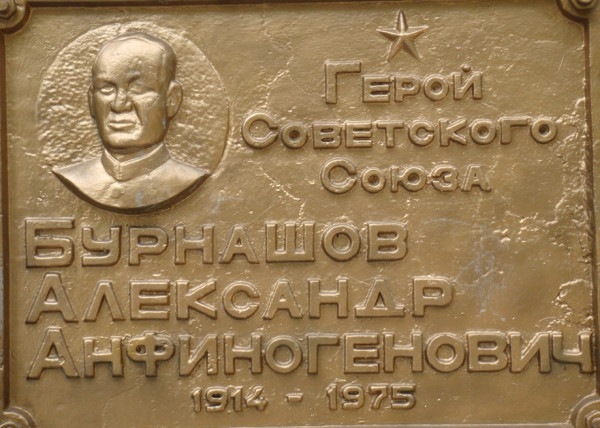 Герой
Советского
Союза
Бурнашов
Александр
Анфиногенович
1914 - 1975